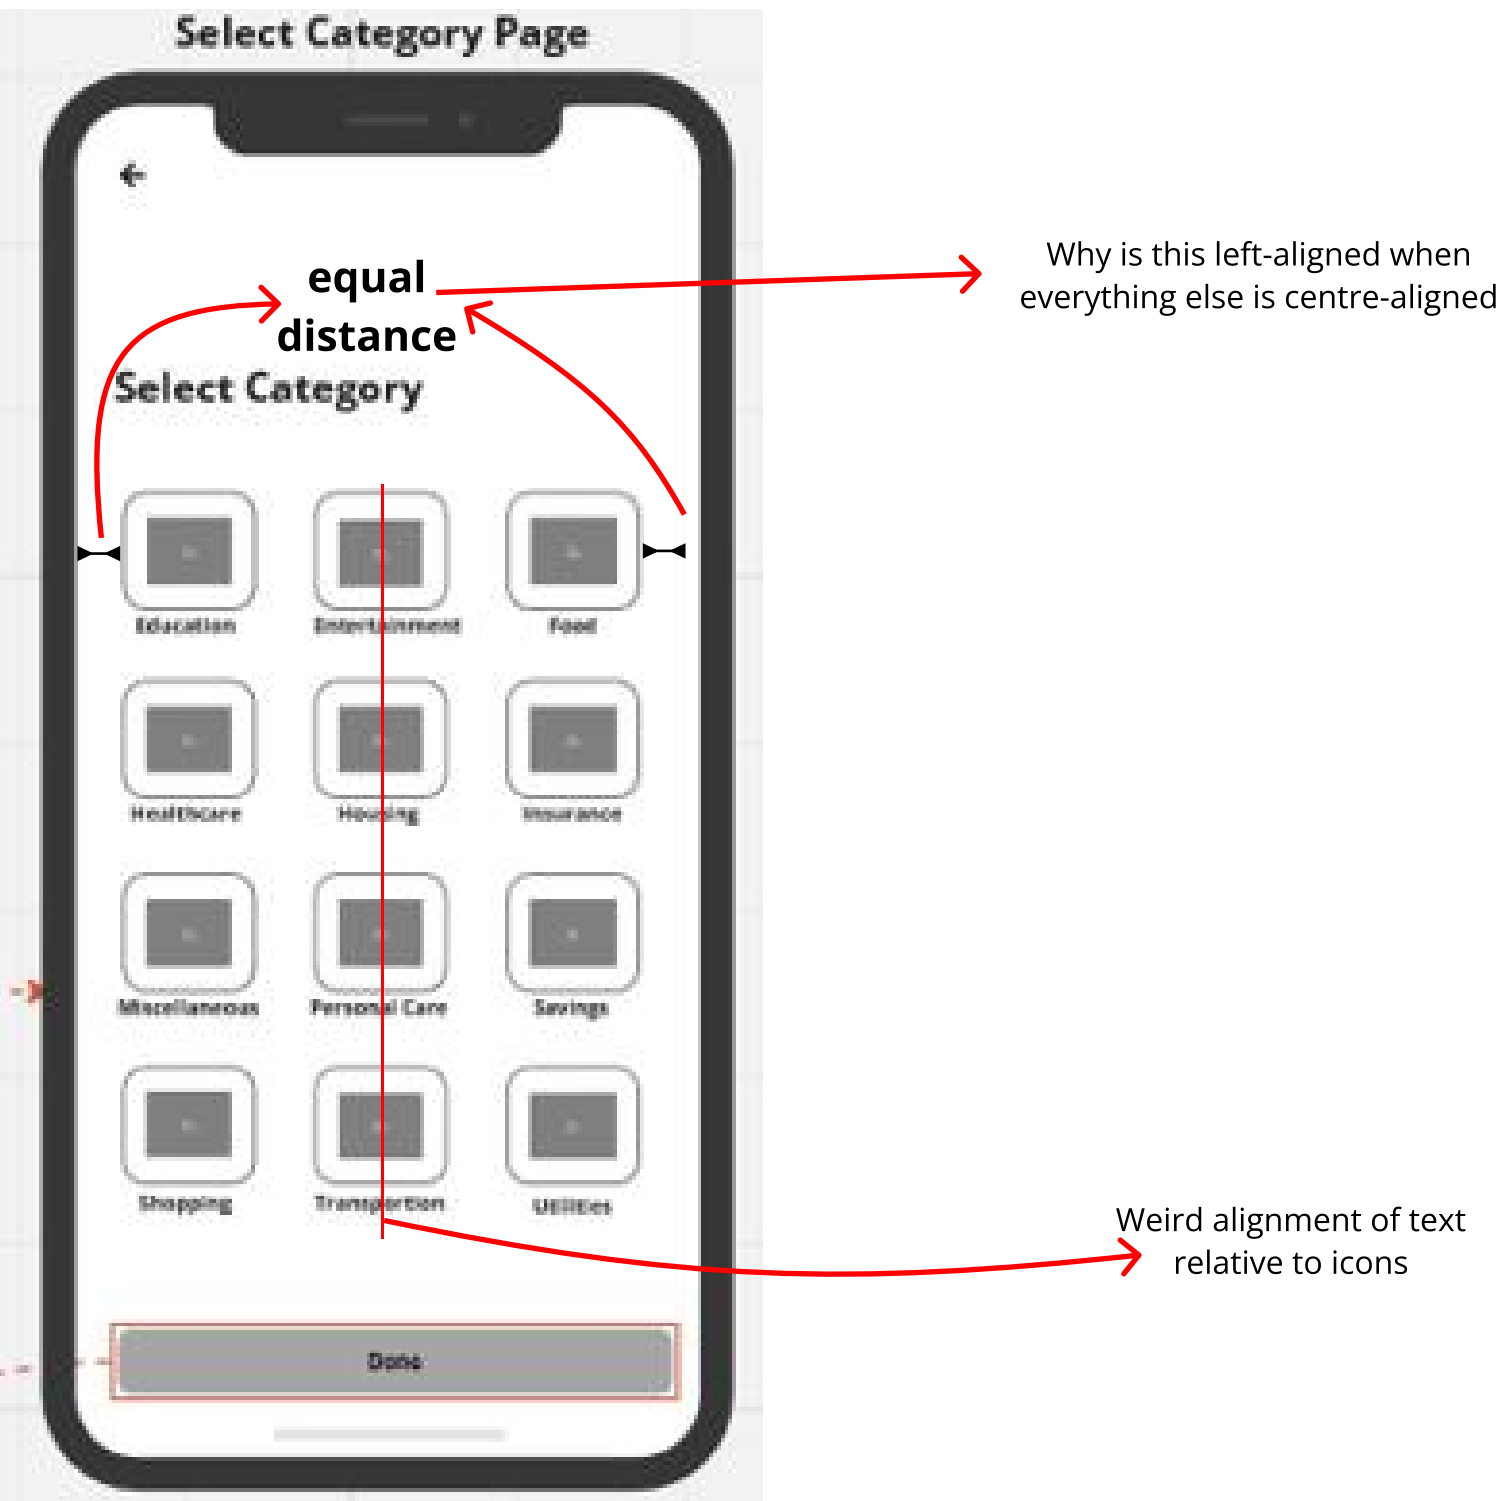 Select Category Page
equal
distance
Why is this left-aligned when
everything else is centre-aligned
Select Category
Education Entertainment Food
Healthcare Housing Insurance
Miscellaneous Personal Care Savings
Shopping Transportion Utilities
Weird alignment of text
relative to icons
Done